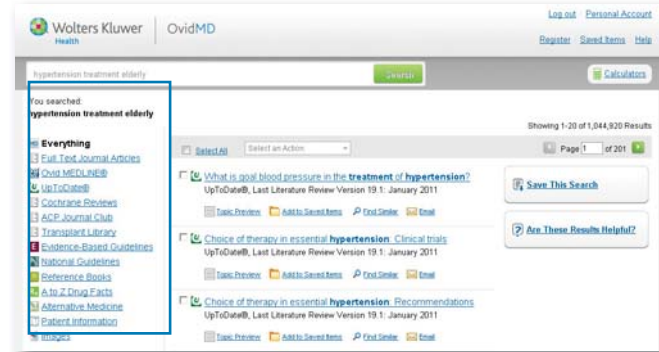 Wolters Kluwer
Health
OvidMD
Log out Personal Account
Register Saved Items Help
hypertension treatment elderly
Search
Calculators
You searched:
hypertension treatment elderly
Showing 1-20 of 1,044,920 Results
Everything
Full Text Journal Articles
Ovid MEDLINE®
UpToDate®
Cochrane Reviews
ACP Journal Club
Transplant Library
Evidence-Based Guidelines
National Guidelines
Reference Books
A to Z Drug Facts
Alternative Medicine
Patient Information
Images
Select All Select an Action
Page 1 of 201
What is goal blood pressure in the treatment of hypertension?
UpToDate®, Last Literature Review Version 19.1: January 2011
Topic Preview Add to Saved Items Find Similar Email
Choice of therapy in essential hypertension Clinical trials
UpToDate®, Last Literature Review Version 19.1: January 2011
Topic Preview Add to Saved Items Find Similar Email
Choice of therapy in essential hypertension Recommendations
UpToDate®, Last Literature Review Version 19.1: January 2011
Topic Preview Add to Saved Items Find Similar Email
Save This Search
Are These Results Helpful?